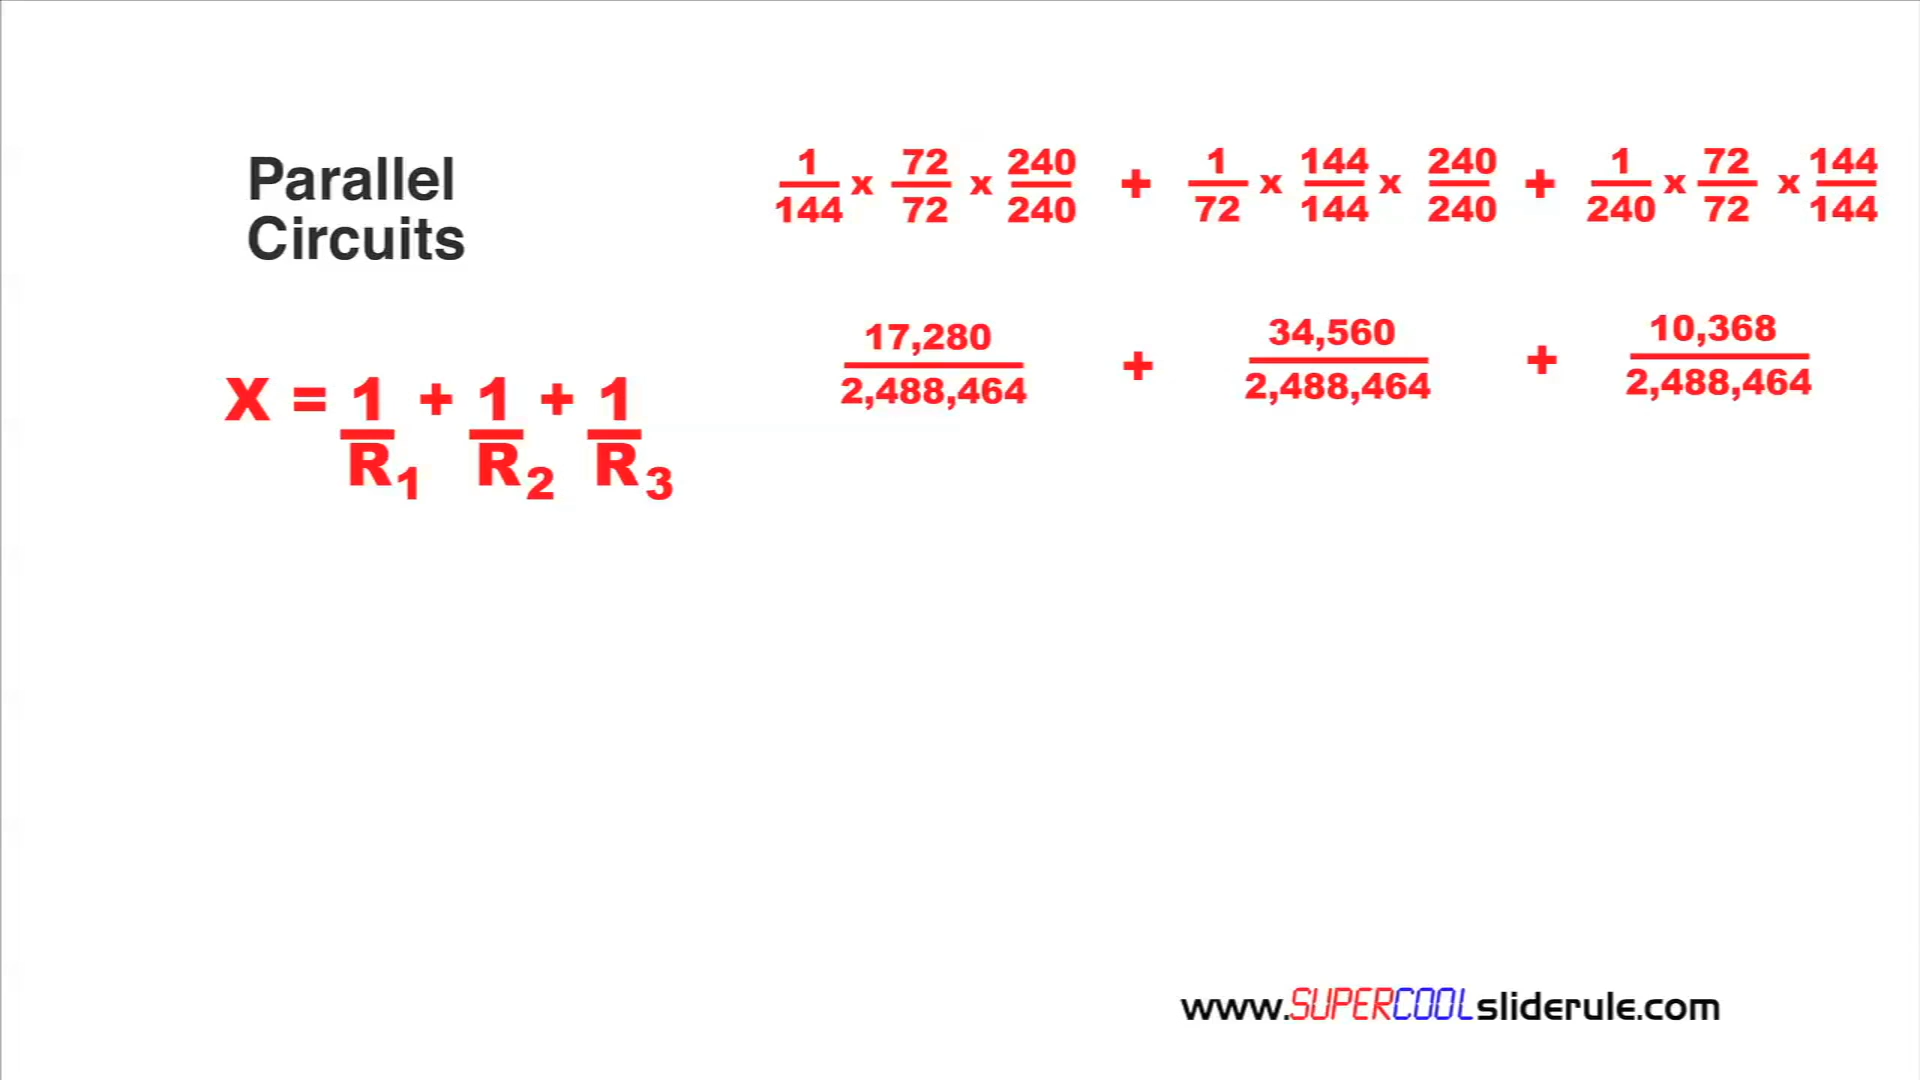 Parallel
Circuits
1/144 x 72/72 x 240/240 + 1/72 x 144/144 x 240/240 + 1/240 x 72/72 x 144/144
17,280/2,488,464 + 34,560/2,488,464 + 10,368/2,488,464
X = 1/R1 + 1/R2 + 1/R3
www.SUPERCOOLsliderule.com